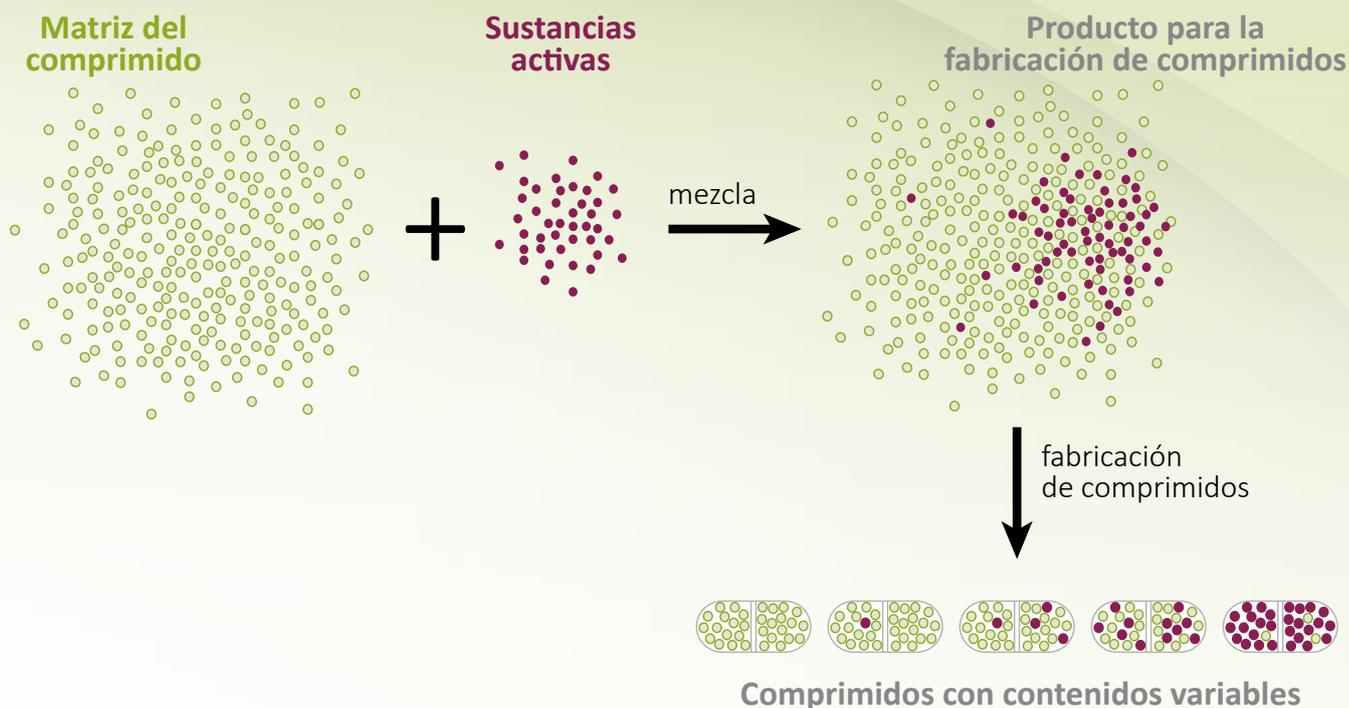 Matriz del
comprimido
Sustancias
activas
Producto para la
fabricación de comprimidos
mezcla
fabricación
de comprimidos
Comprimidos con contenidos variables